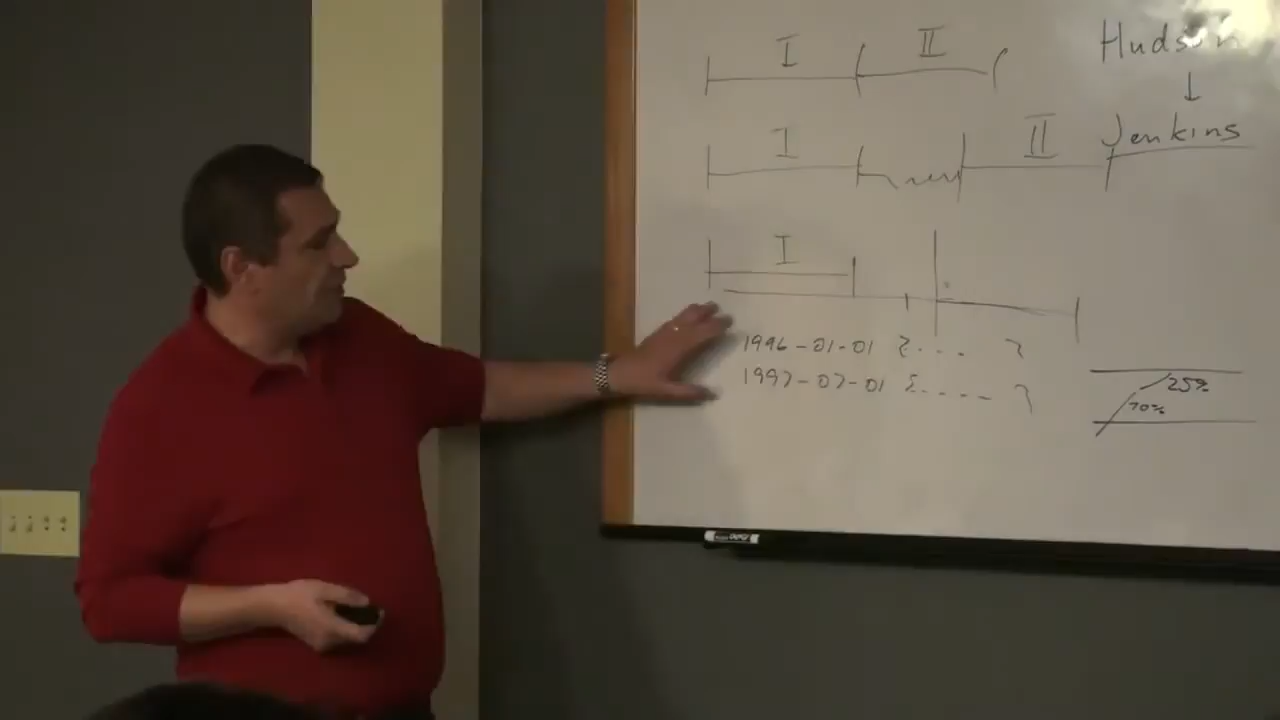 I II
Hudson
↓
I II Jenkins
I
1996-01-01 {... }
1997-07-01 {..... }
25%
70%